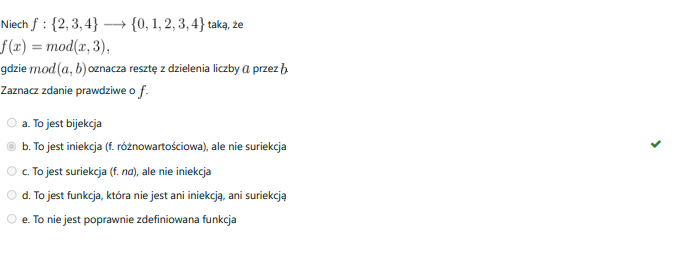 Niech f : {2, 3, 4} ⟶ {0, 1, 2, 3, 4} taką, że
f(x) = mod(x, 3),
gdzie mod(a, b) oznacza resztę z dzielenia liczby a przez b.
Zaznacz zdanie prawdziwe o f.
a. To jest bijekcja
b. To jest iniekcja (f. różnowartościowa), ale nie suriekcja
c. To jest suriekcja (f. na), ale nie iniekcja
d. To jest funkcja, która nie jest ani iniekcją, ani suriekcją
e. To nie jest poprawnie zdefiniowana funkcja